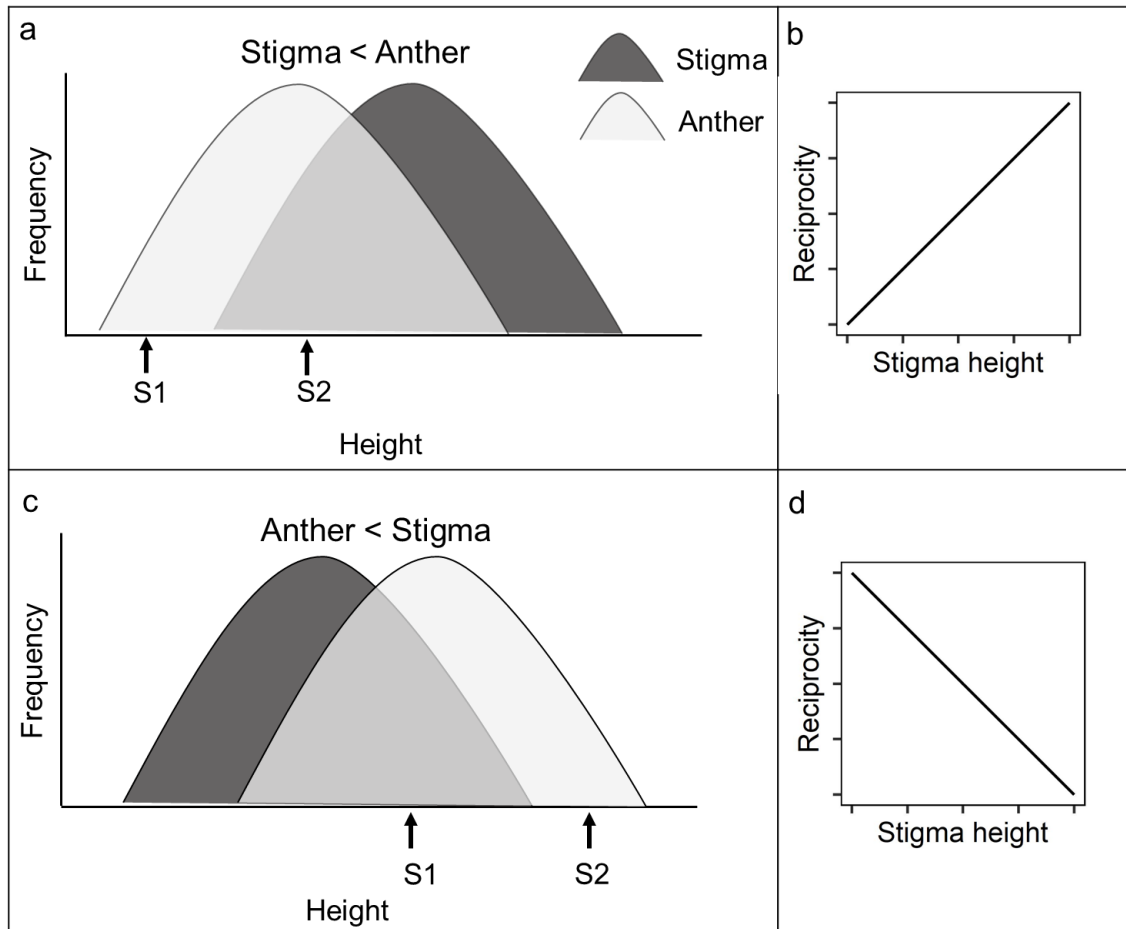 a
Stigma < Anther
Stigma
Anther
Frequency
S1
S2
Height
b
Reciprocity
Stigma height
c
Anther < Stigma
Frequency
S1
S2
Height
d
Reciprocity
Stigma height